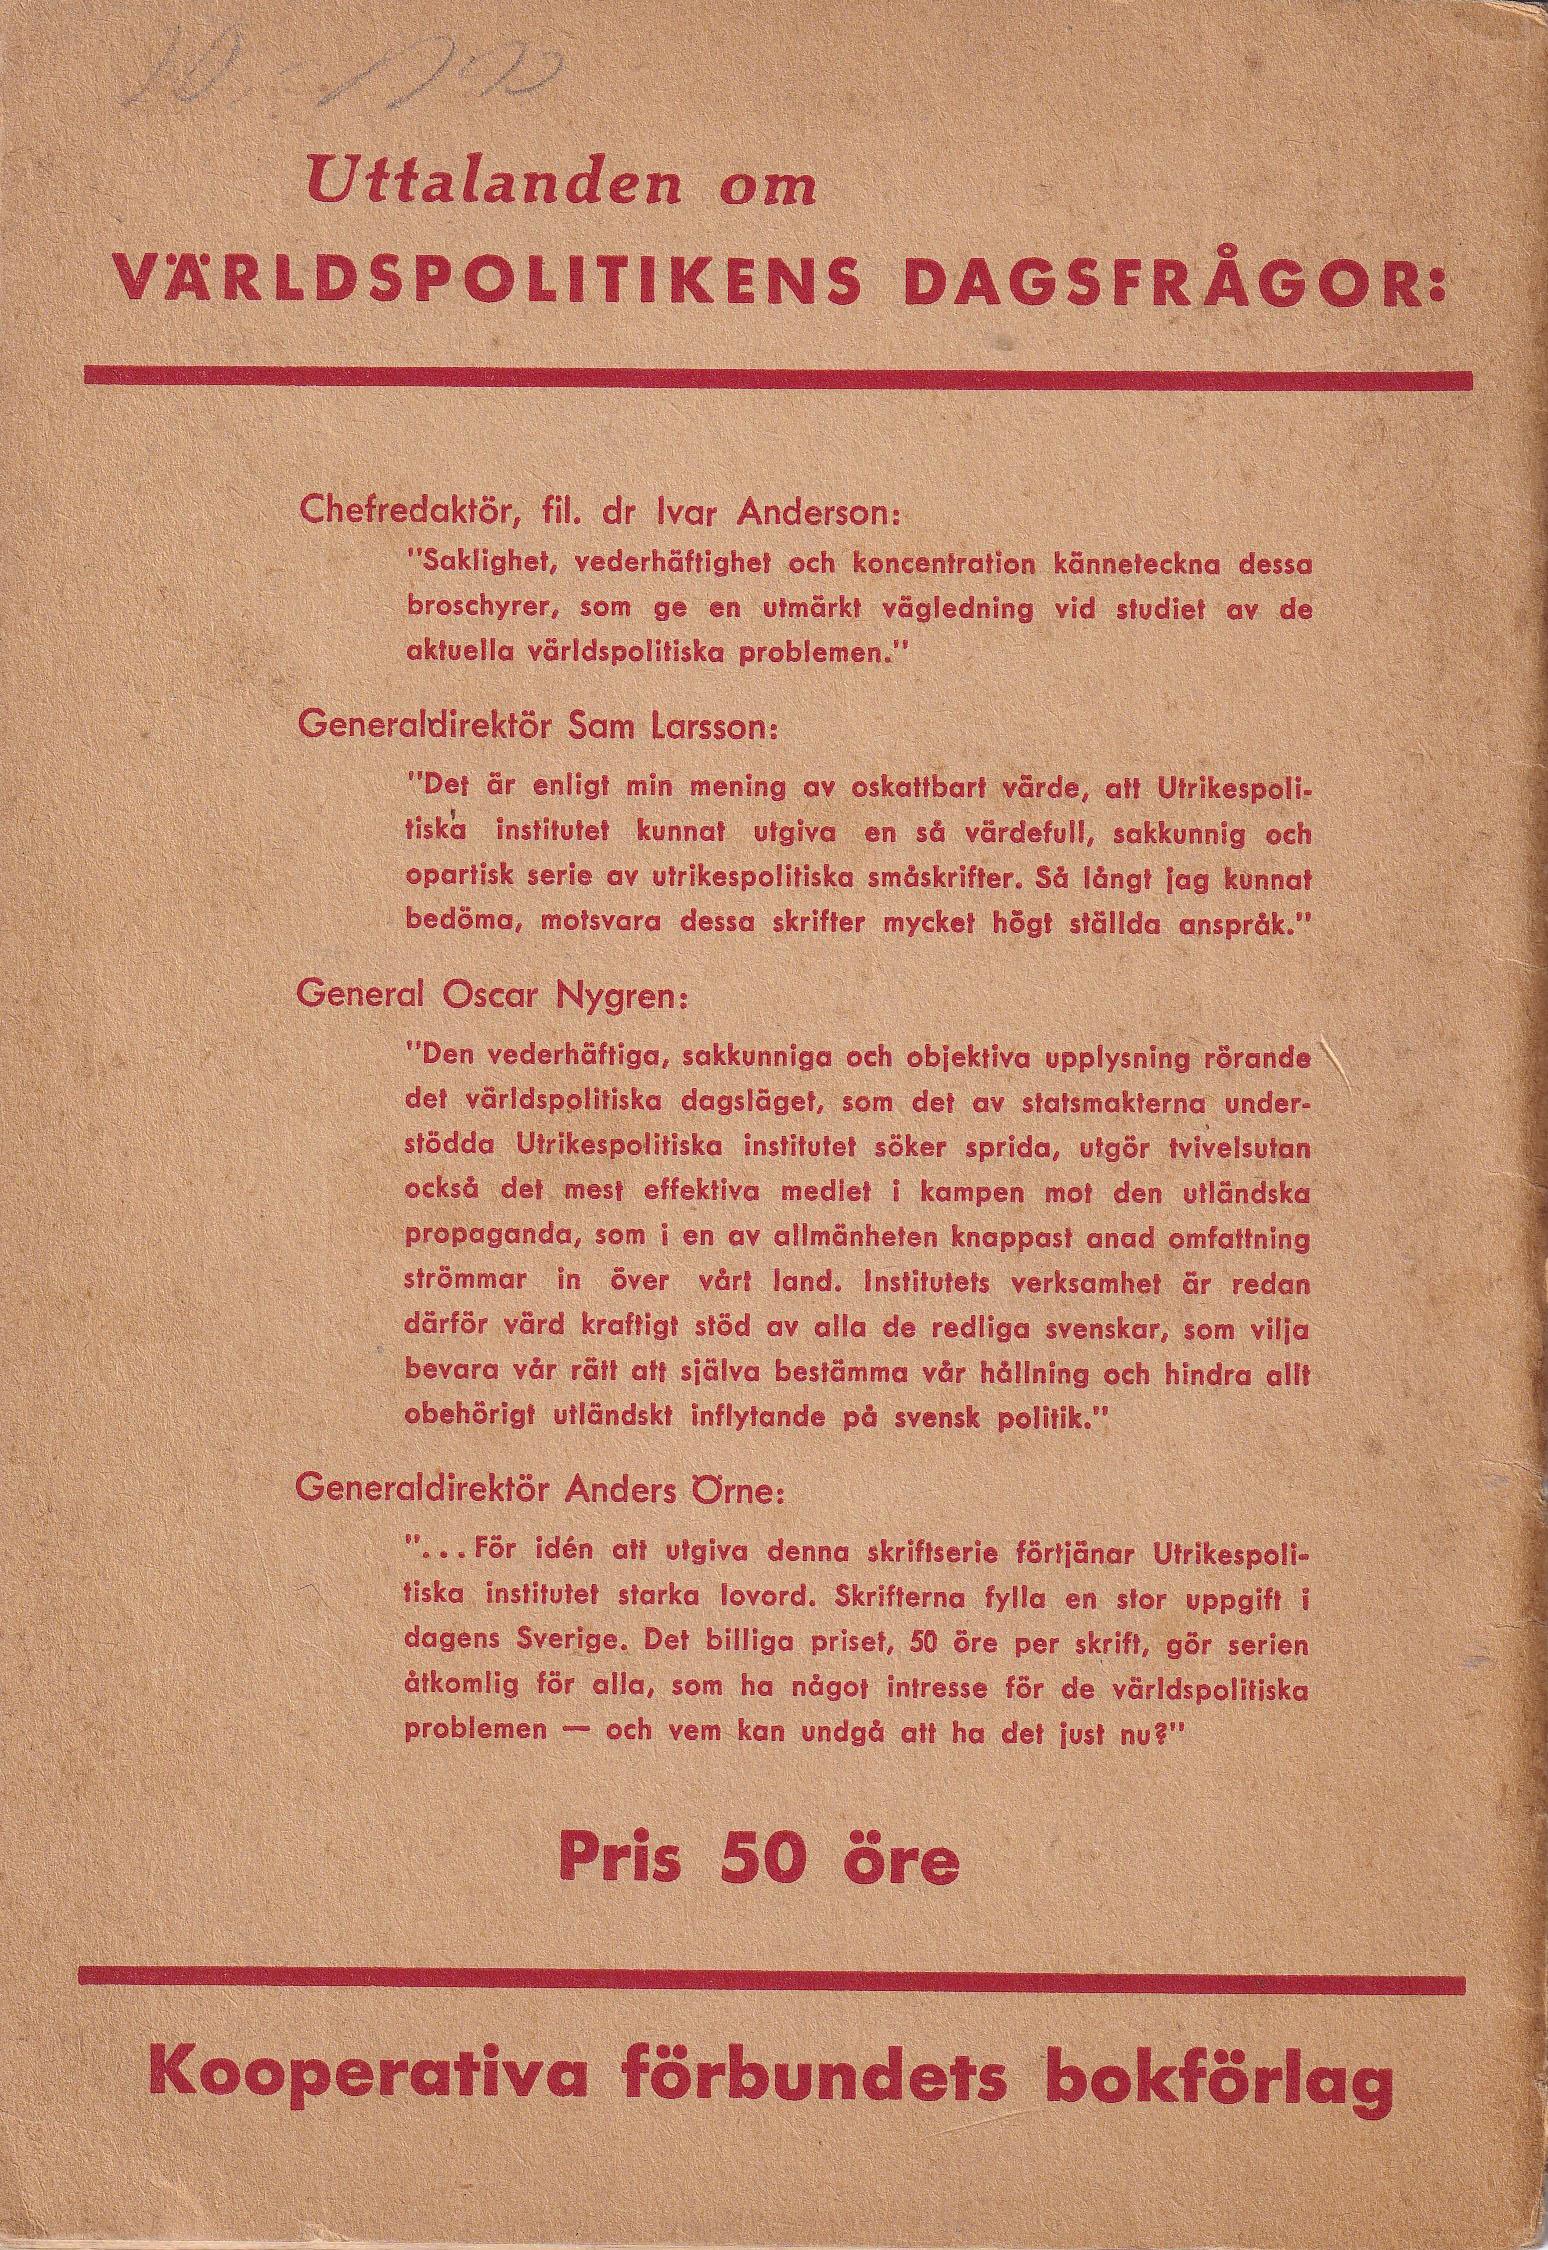 Uttalanden om
VÄRLDSPOLITIKENS DAGSFRÅGOR:
Chefredaktör, fil. dr Ivar Anderson:
"Saklighet, vederhäftighet och koncentration känneteckna dessa
broschyrer, som ge en utmärkt vägledning vid studiet av de
aktuella världspolitiska problemen."
Generaldirektör Sam Larsson:
"Det är enligt min mening av oskattbart värde, att Utrikespoli-
tiska institutet kunnat utgiva en så värdefull, sakkunnig och
opartisk serie av utrikespolitiska småskrifter. Så långt jag kunnat
bedöma, motsvara dessa skrifter mycket högt ställda anspråk."
General Oscar Nygren:
"Den vederhäftiga, sakkunniga och objektiva upplysning rörande
det världspolitiska dagsläget, som det av statsmakterna under-
stödda Utrikespolitiska institutet söker sprida, utgör tvivelsutan
också det mest effektiva medlet i kampen mot den utländska
propaganda, som i en av allmänheten knappast anad omfattning
strömmar in över vårt land. Institutets verksamhet är redan
därför värd kraftigt stöd av alla de redliga svenskar, som vilja
bevara vår rätt att själva bestämma vår hållning och hindra allt
obehörigt utländskt inflytande på svensk politik."
Generaldirektör Anders Örne:
"...För idén att utgiva denna skriftserie förtjänar Utrikespoli-
tiska institutet starka lovord. Skrifterna fylla en stor uppgift i
dagens Sverige. Det billiga priset, 50 öre per skrift, gör serien
åtkomlig för alla, som ha något intresse för de världspolitiska
problemen — och vem kan undgå att ha det just nu?"
Pris 50 öre
Kooperativa förbundets bokförlag